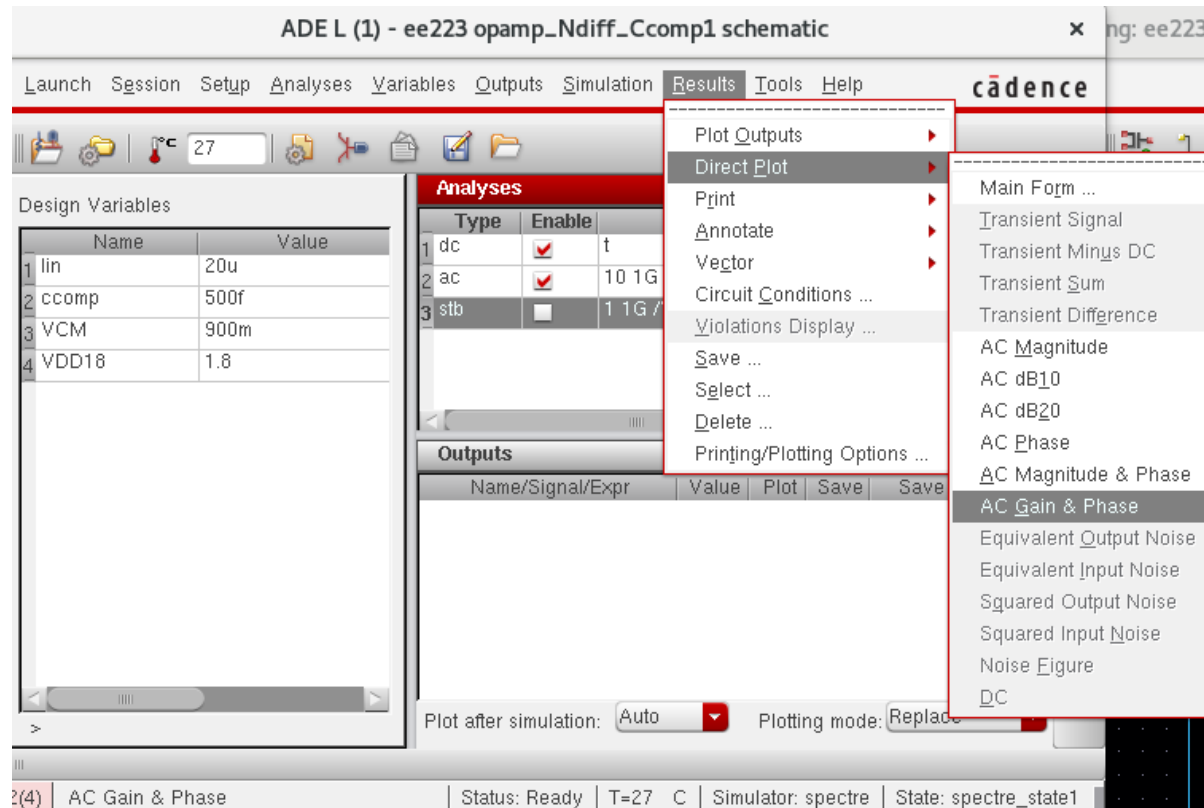 ADE L (1) - ee223 opamp_Ndiff_Ccomp1 schematic × ng: ee223
Launch Session Setup Analyses Variables Outputs Simulation Results Tools Help cādence
°C 27
Plot Outputs
Direct Plot
Print
Annotate
Vector
Circuit Conditions ...
Violations Display ...
Save ...
Select ...
Delete ...
Printing/Plotting Options ...
Main Form ...
Transient Signal
Transient Minus DC
Transient Sum
Transient Difference
AC Magnitude
AC dB10
AC dB20
AC Phase
AC Magnitude & Phase
AC Gain & Phase
Equivalent Output Noise
Equivalent Input Noise
Squared Output Noise
Squared Input Noise
Noise Figure
DC
Design Variables
Name Value
1 Iin 20u
2 ccomp 500f
3 VCM 900m
4 VDD18 1.8
>
Analyses
Type Enable
1 dc t
2 ac 10 1G
3 stb 1 1G /
Outputs
Name/Signal/Expr Value Plot Save Save
Plot after simulation: Auto Plotting mode: Replace
2(4) AC Gain & Phase Status: Ready T=27 C Simulator: spectre State: spectre_state1